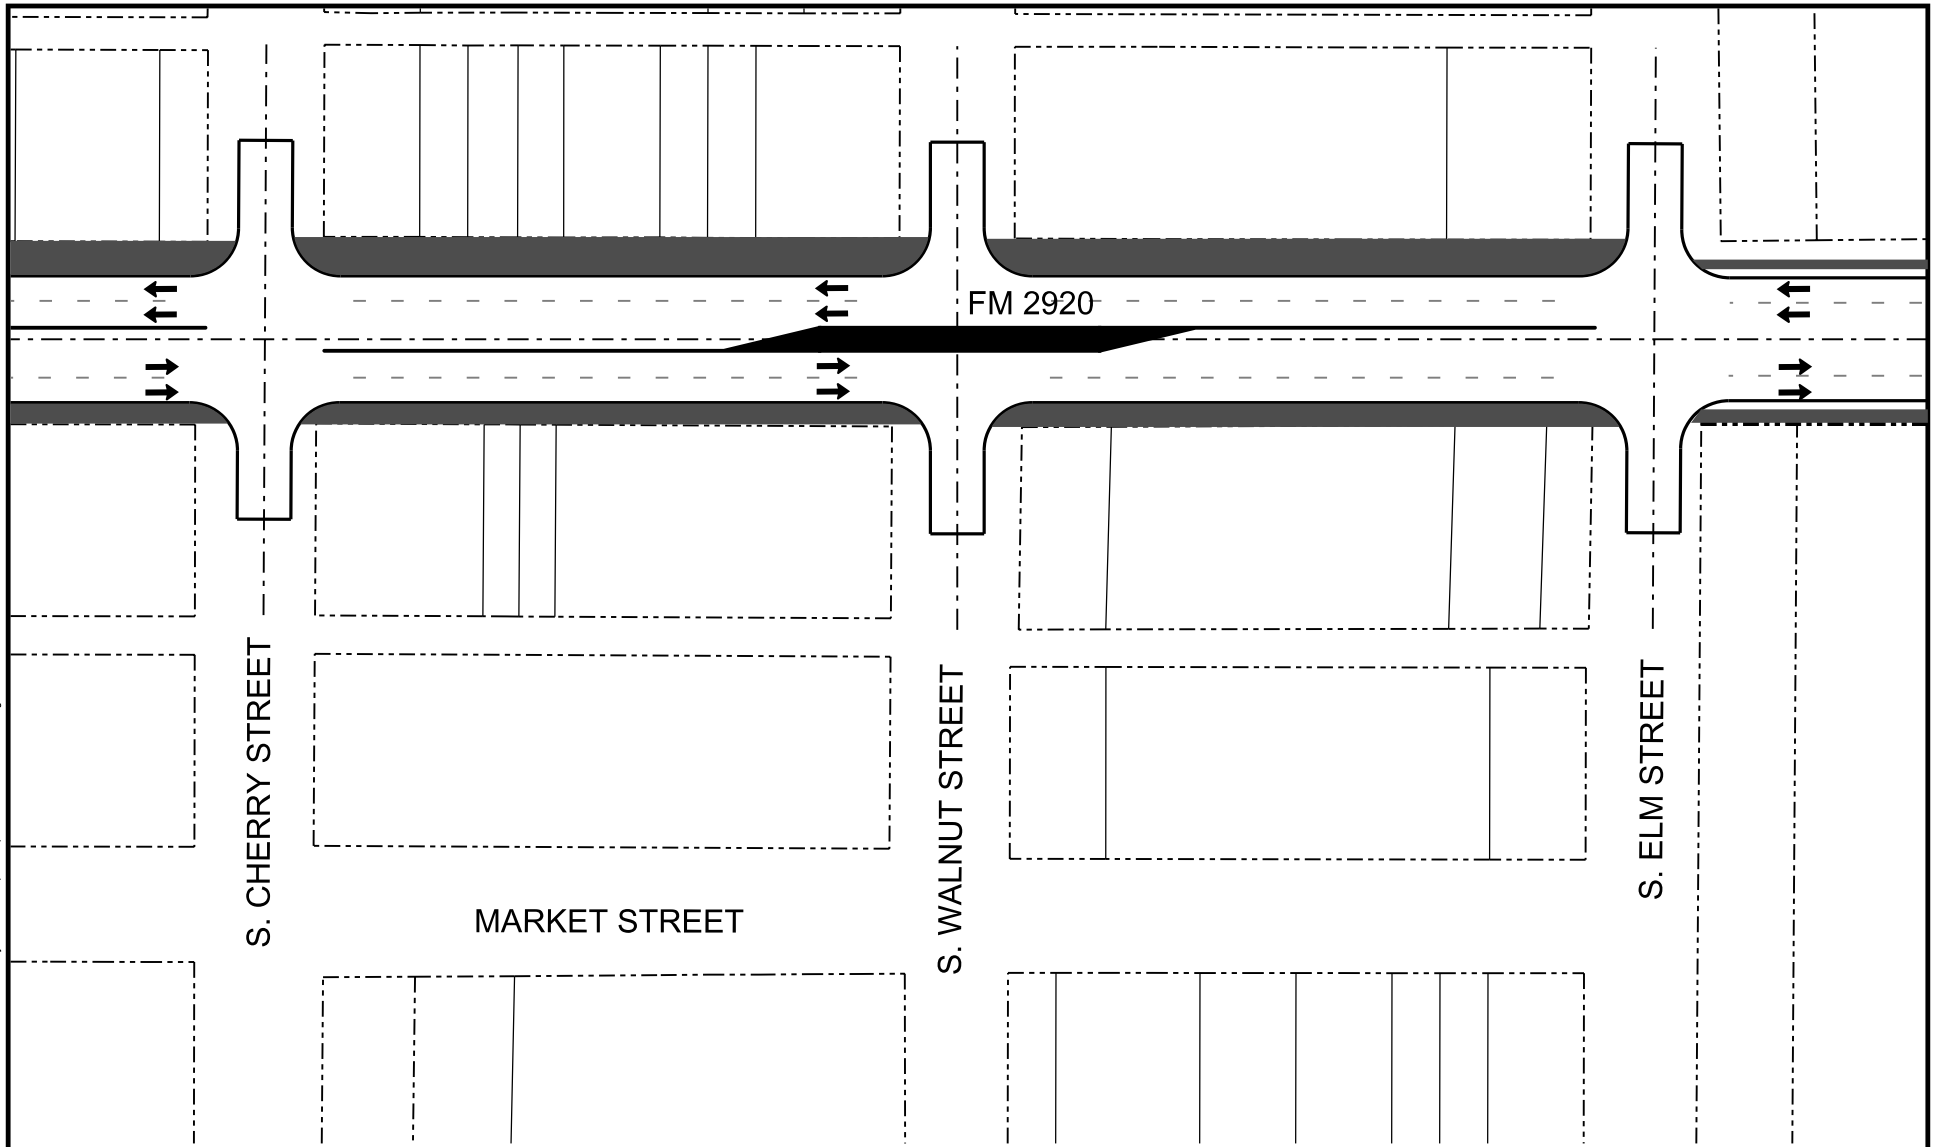 FM 2920
S. CHERRY STREET
S. WALNUT STREET
S. ELM STREET
MARKET STREET